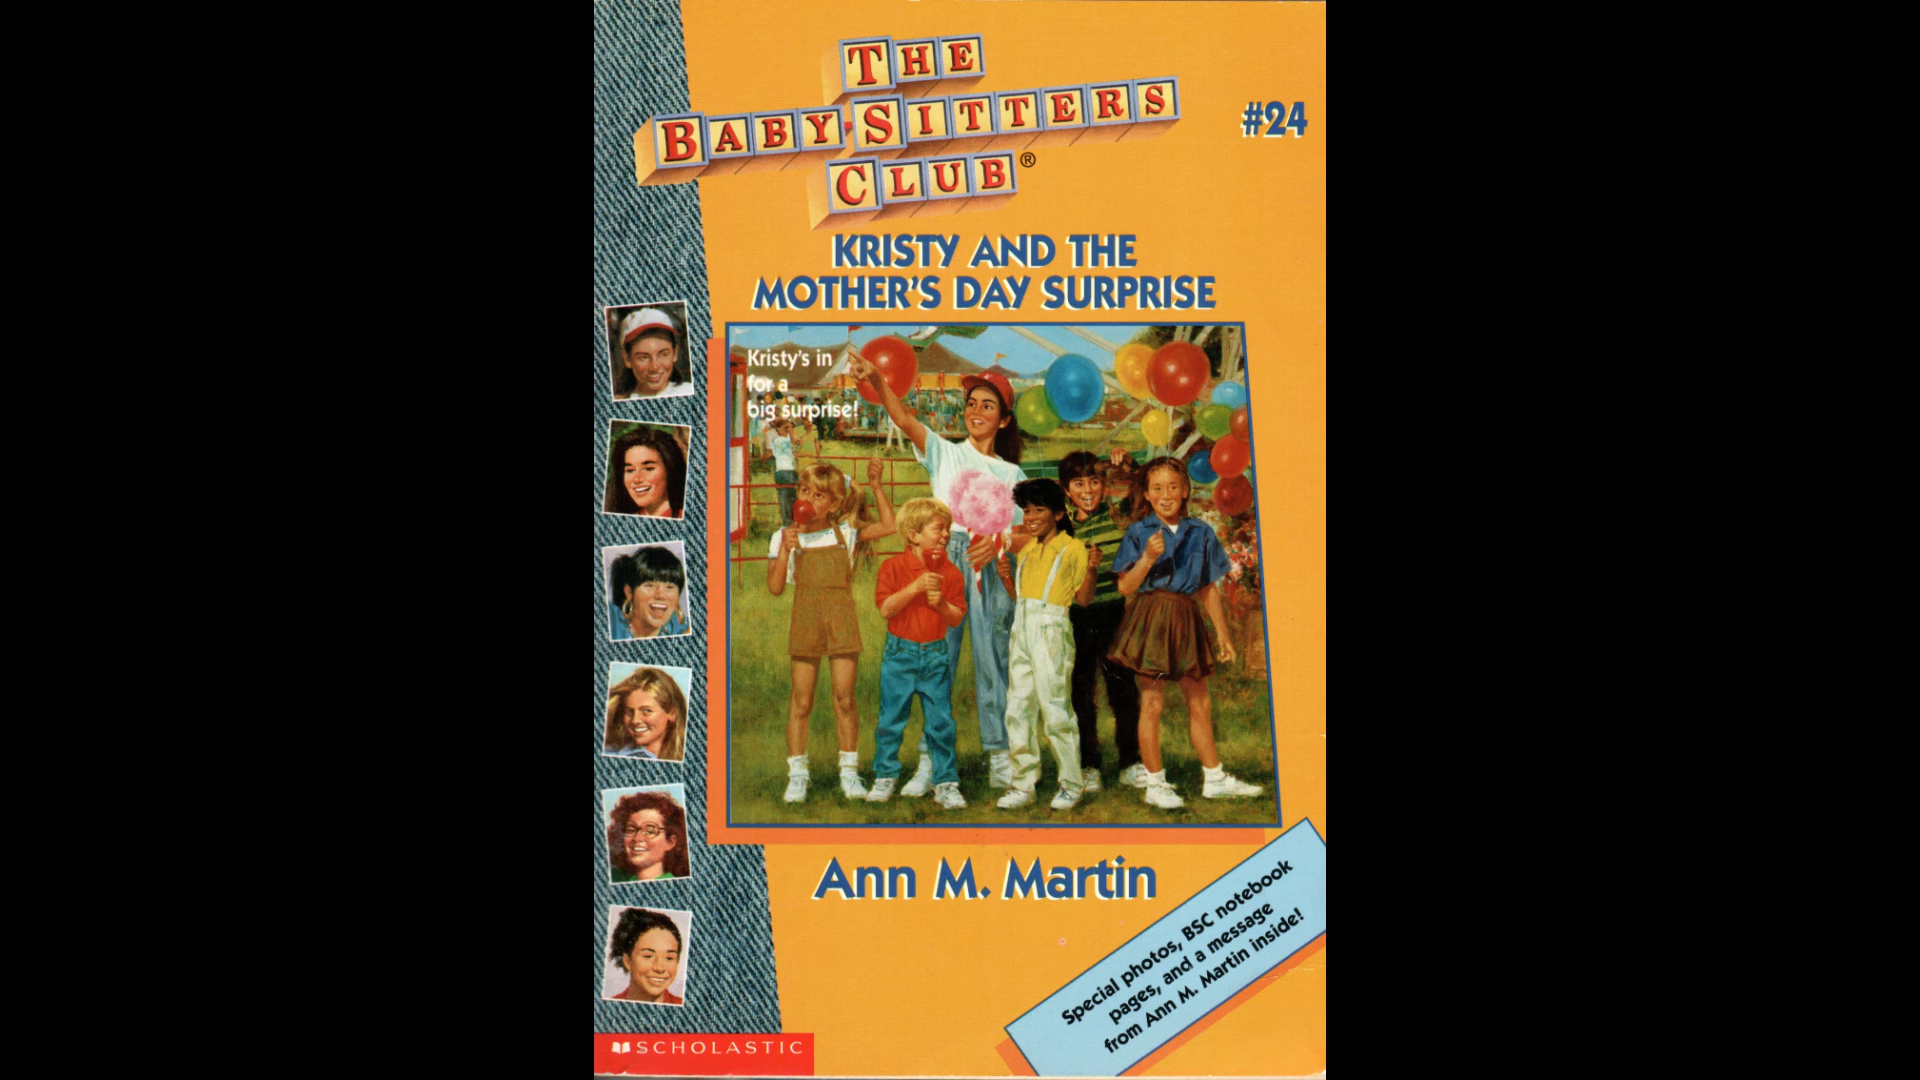 THE
BABY-SITTERS
CLUB®
#24
KRISTY AND THE
MOTHER'S DAY SURPRISE
Kristy's in
for a
big surprise!
Ann M. Martin
Special photos, BSC notebook
pages, and a message
from Ann M. Martin inside!
SCHOLASTIC